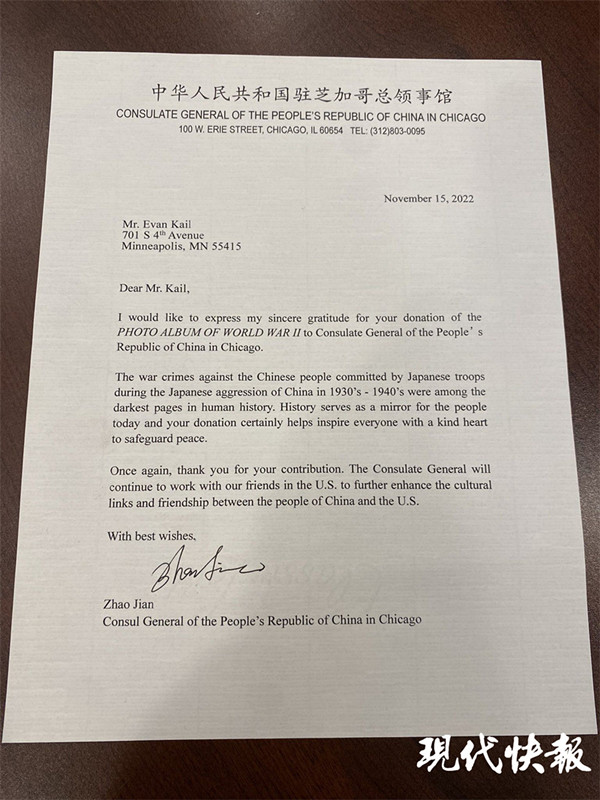 中华人民共和国驻芝加哥总领事馆
CONSULATE GENERAL OF THE PEOPLE'S REPUBLIC OF CHINA IN CHICAGO
100 W. ERIE STREET, CHICAGO, IL 60654 TEL: (312)803-0095
November 15, 2022
Mr. Evan Kail
701 S 4th Avenue
Minneapolis, MN 55415
Dear Mr. Kail,
I would like to express my sincere gratitude for your donation of the
PHOTO ALBUM OF WORLD WAR II to Consulate General of the People's
Republic of China in Chicago.
The war crimes against the Chinese people committed by Japanese troops
during the Japanese aggression of China in 1930's - 1940's were among the
darkest pages in human history. History serves as a mirror for the people
today and your donation certainly helps inspire everyone with a kind heart
to safeguard peace.
Once again, thank you for your contribution. The Consulate General will
continue to work with our friends in the U.S. to further enhance the cultural
links and friendship between the people of China and the U.S.
With best wishes,
Zhao Jian
Zhao Jian
Consul General of the People's Republic of China in Chicago
现代快報